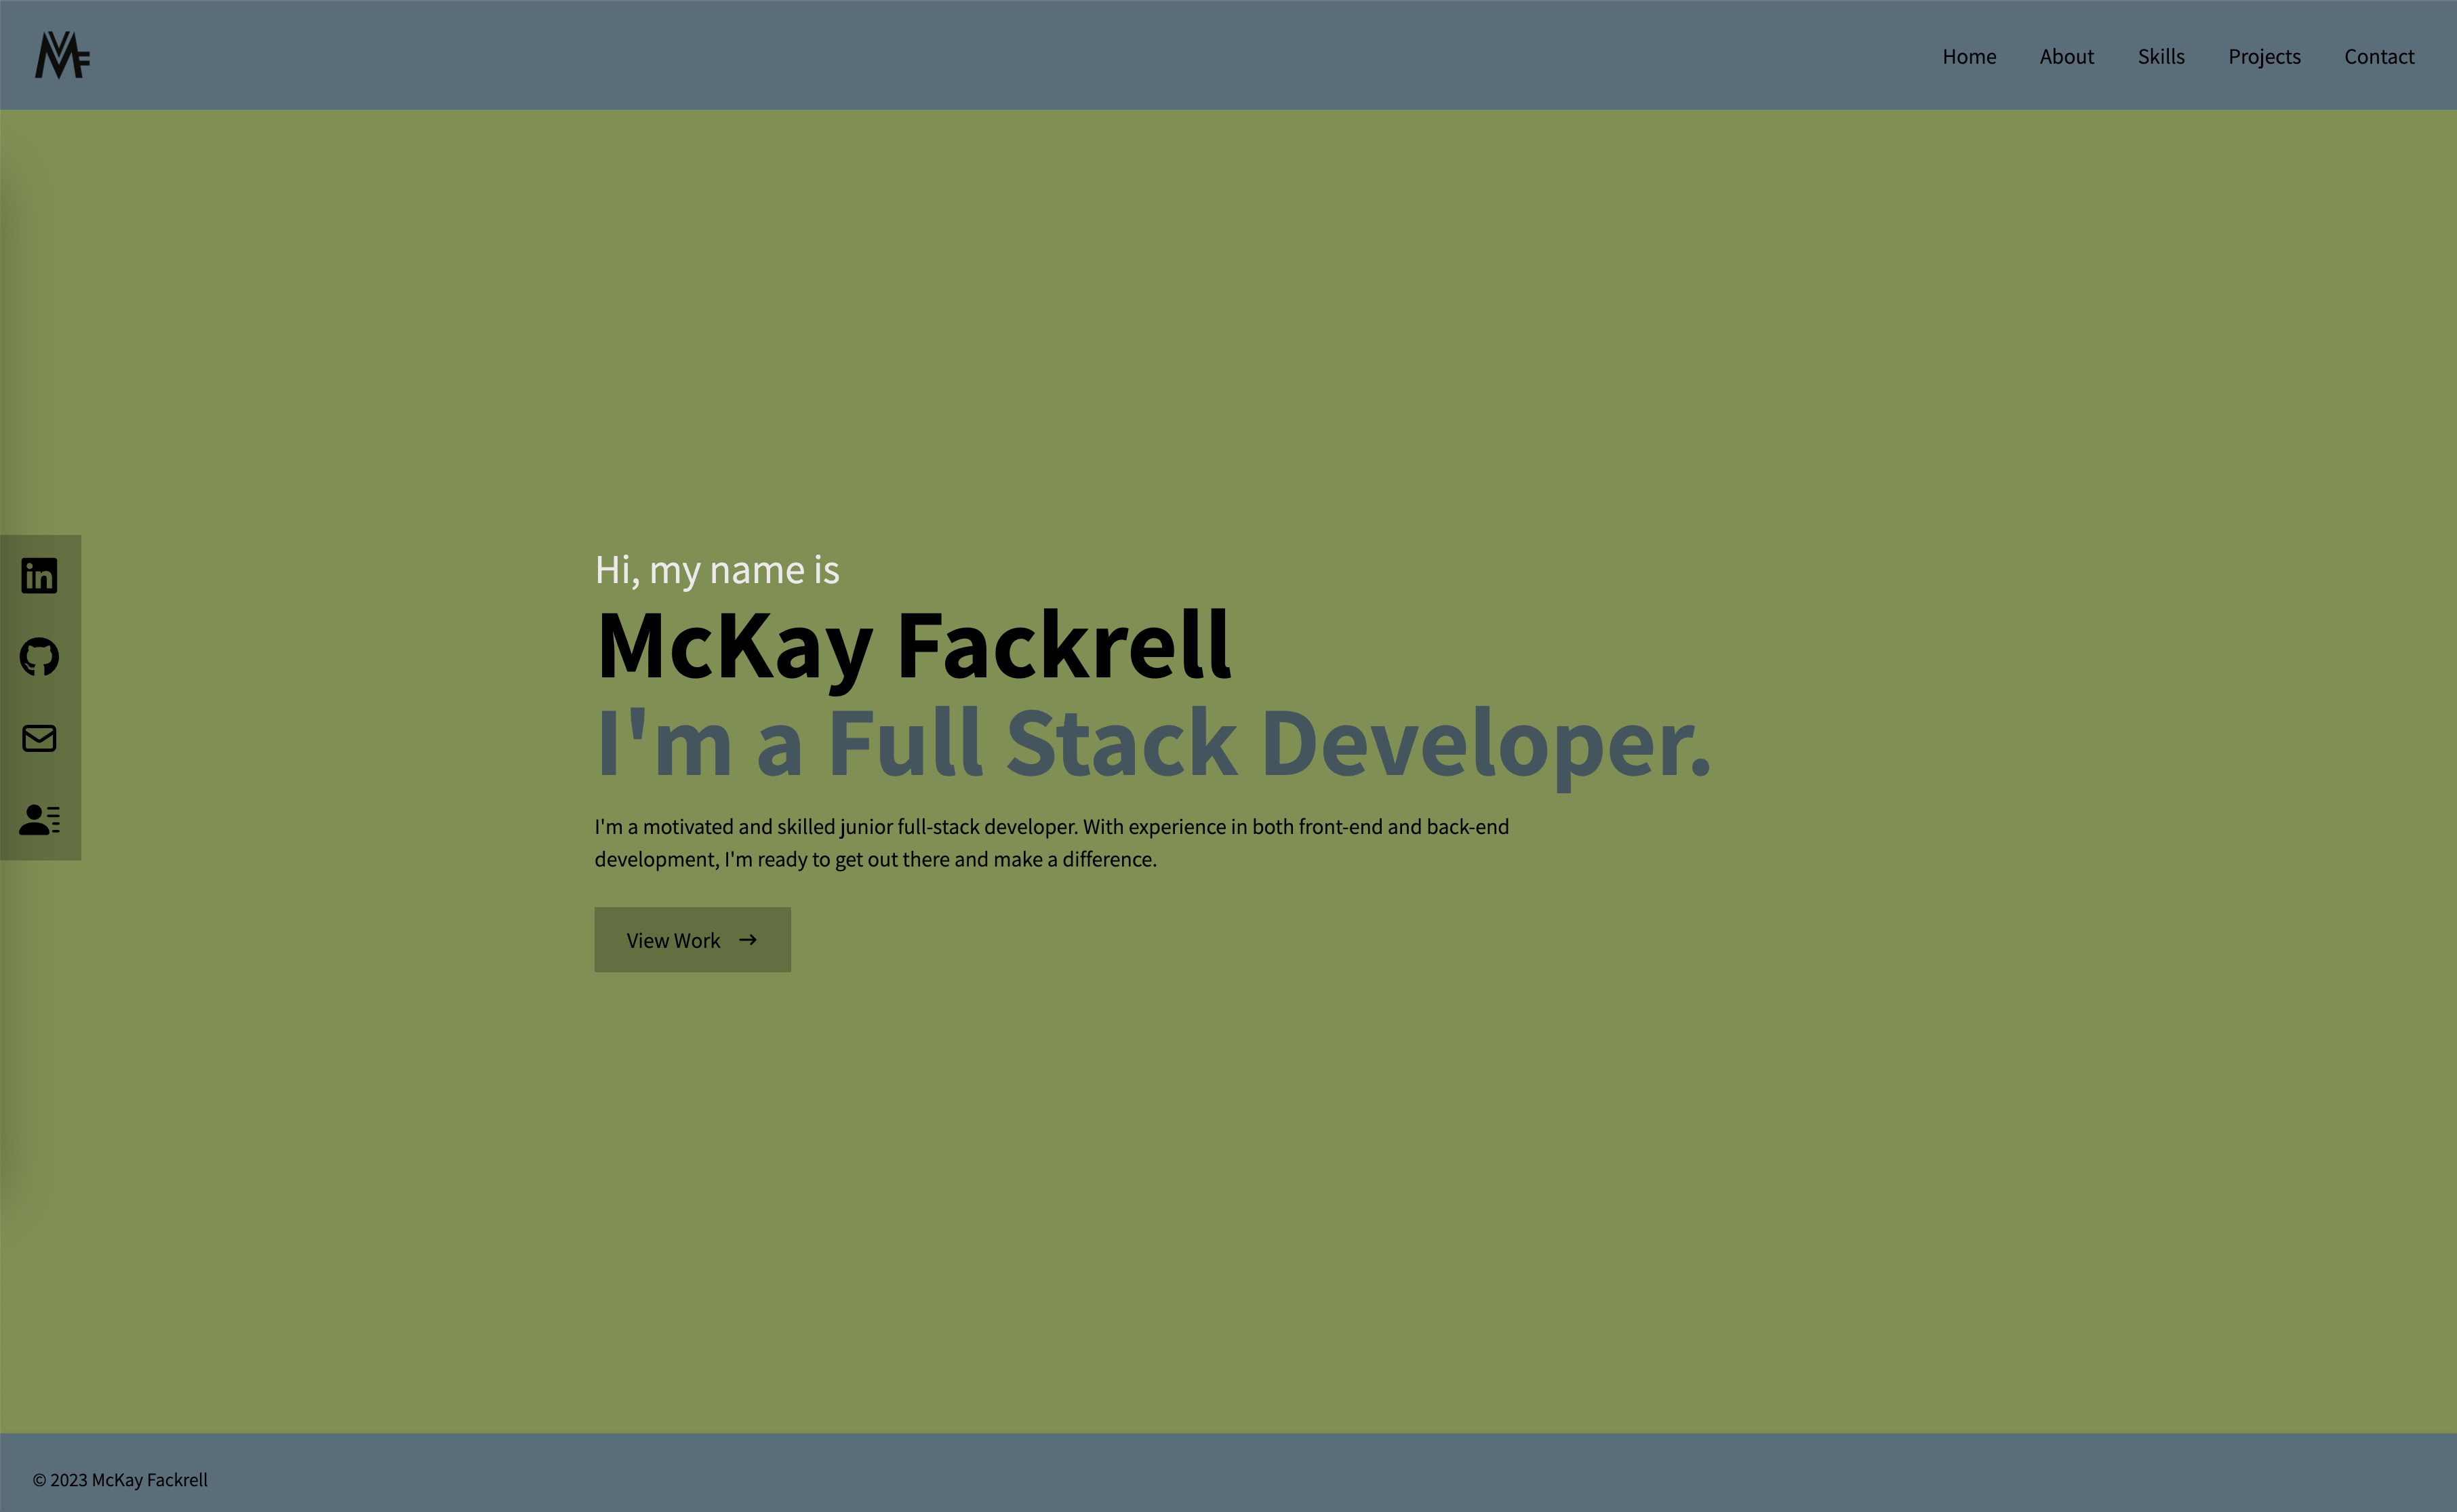 Home About Skills Projects Contact
in
Hi, my name is
McKay Fackrell
I'm a Full Stack Developer.
I'm a motivated and skilled junior full-stack developer. With experience in both front-end and back-end
development, I'm ready to get out there and make a difference.
View Work →
© 2023 McKay Fackrell